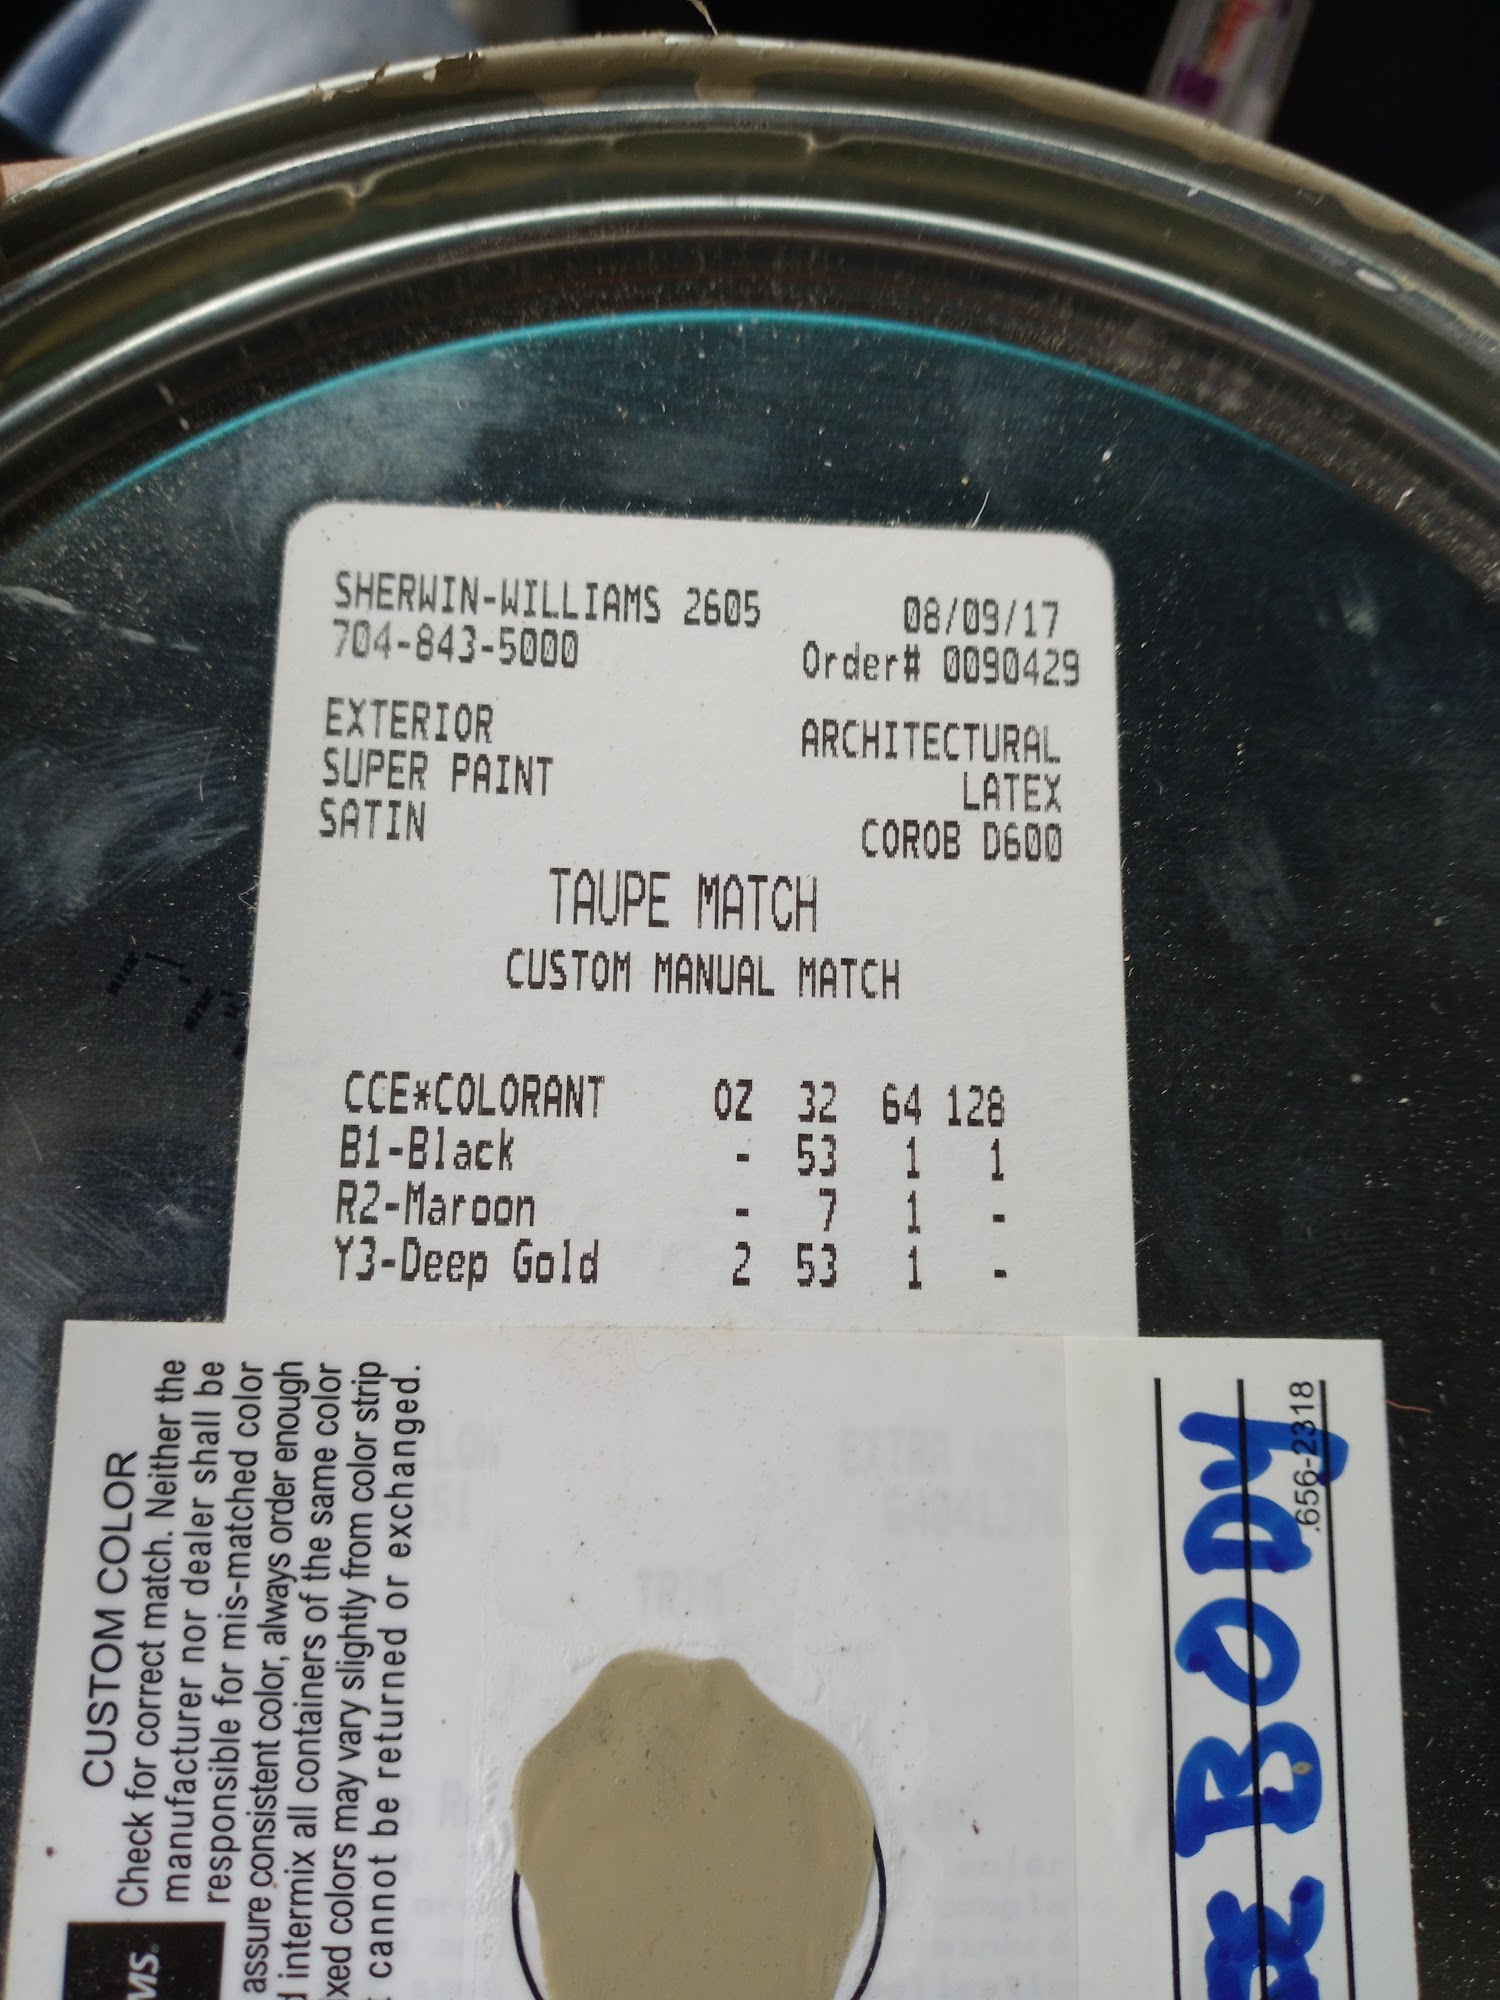 SHERWIN-WILLIAMS 2605 08/09/17
704-843-5000 Order# 0090429
EXTERIOR ARCHITECTURAL
SUPER PAINT LATEX
SATIN COROB D600
TAUPE MATCH
CUSTOM MANUAL MATCH
CCE*COLORANT OZ 32 64 128
B1-Black - 53 1 1
R2-Maroon - 7 1 -
Y3-Deep Gold 2 53 1 -
CUSTOM COLOR
Check for correct match. Neither the
manufacturer nor dealer shall be
responsible for mis-matched color
assure consistent color, always order enough
intermix all containers of the same color
colors may vary slightly from color strip
cannot be returned or exchanged.
TRIM
BODY
656-2318